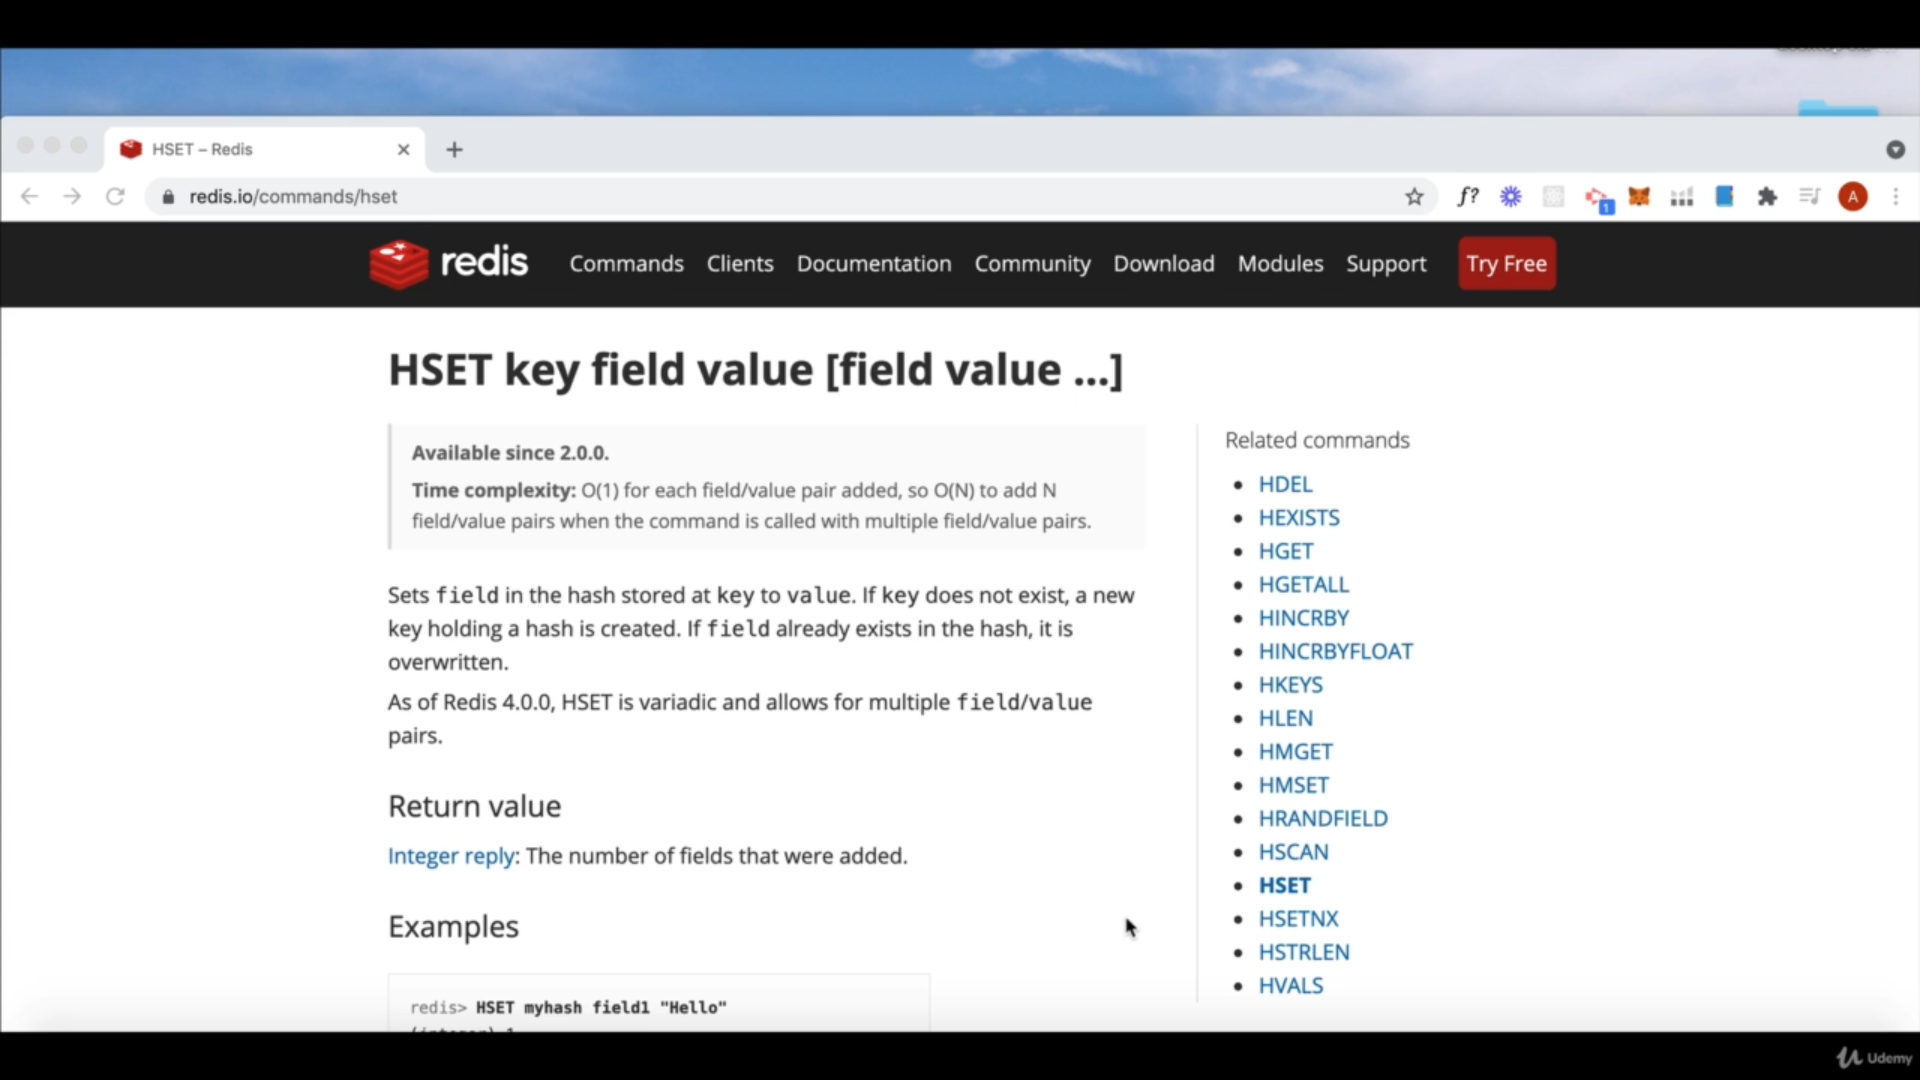 HSET – Redis
redis.io/commands/hset
f?
1
A
redis
Commands
Clients
Documentation
Community
Download
Modules
Support
Try Free
HSET key field value [field value ...]
Available since 2.0.0.
Time complexity: O(1) for each field/value pair added, so O(N) to add N
field/value pairs when the command is called with multiple field/value pairs.
Sets field in the hash stored at key to value. If key does not exist, a new
key holding a hash is created. If field already exists in the hash, it is
overwritten.
As of Redis 4.0.0, HSET is variadic and allows for multiple field/value
pairs.
Return value
Integer reply: The number of fields that were added.
Examples
redis> HSET myhash field1 "Hello"
(integer) 1
Related commands
HDEL
HEXISTS
HGET
HGETALL
HINCRBY
HINCRBYFLOAT
HKEYS
HLEN
HMGET
HMSET
HRANDFIELD
HSCAN
HSET
HSETNX
HSTRLEN
HVALS
Udemy